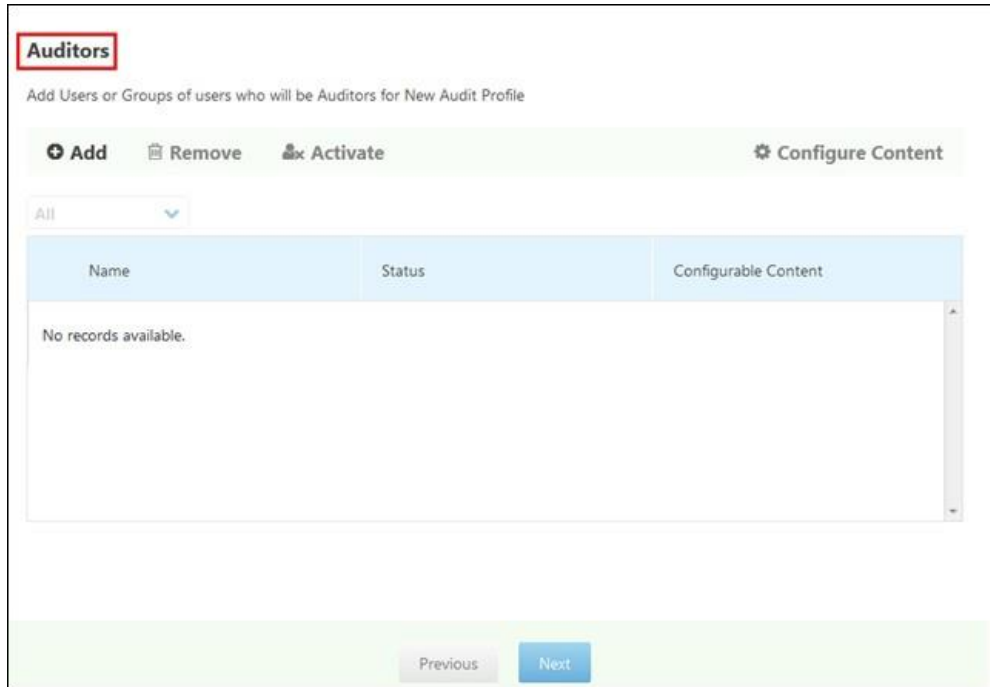 Auditors
Add Users or Groups of users who will be Auditors for New Audit Profile
Add Remove Activate Configure Content
All
Name Status Configurable Content
No records available.
Previous Next